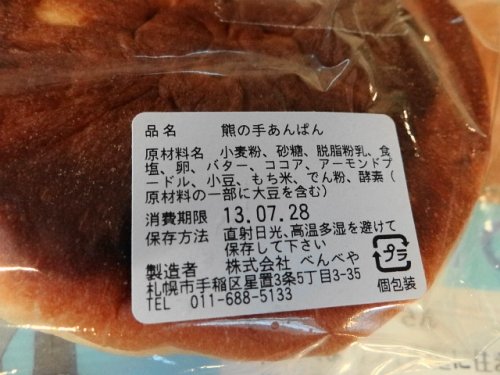 品名 熊の手あんぱん
原材料名 小麦粉、砂糖、脱脂粉乳、食
塩、卵、バター、ココア、アーモンドプ
ードル、小豆、もち米、でん粉、酵素（
原材料の一部に大豆を含む）
消費期限 13.07.28
保存方法 直射日光、高温多湿を避けて
保存して下さい
製造者 株式会社 べんべや
札幌市手稲区星置3条5丁目3-35
TEL 011-688-5133
プラ
個包装